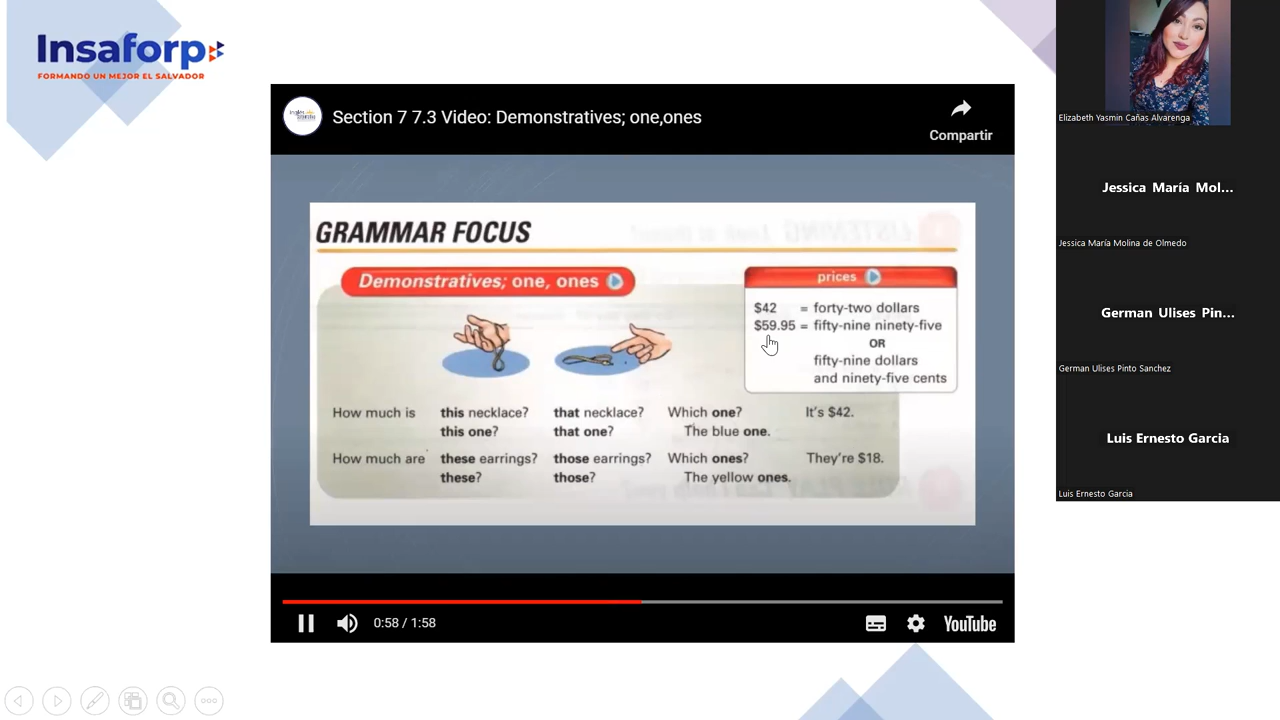 Insaforp
FORMANDO UN MEJOR EL SALVADOR
Section 7 7.3 Video: Demonstratives; one,ones
Compartir
GRAMMAR FOCUS
Demonstratives; one, ones
prices
$42 = forty-two dollars
$59.95 = fifty-nine ninety-five
OR
fifty-nine dollars
and ninety-five cents
How much is this necklace? that necklace? Which one? It's $42.
this one? that one? The blue one.
How much are these earrings? those earrings? Which ones? They're $18.
these? those? The yellow ones.
0:58 / 1:58
YouTube
Elizabeth Yasmin Cañas Alvarenga
Jessica María Mol...
Jessica María Molina de Olmedo
German Ulises Pin...
German Ulises Pinto Sanchez
Luis Ernesto Garcia
Luis Ernesto Garcia